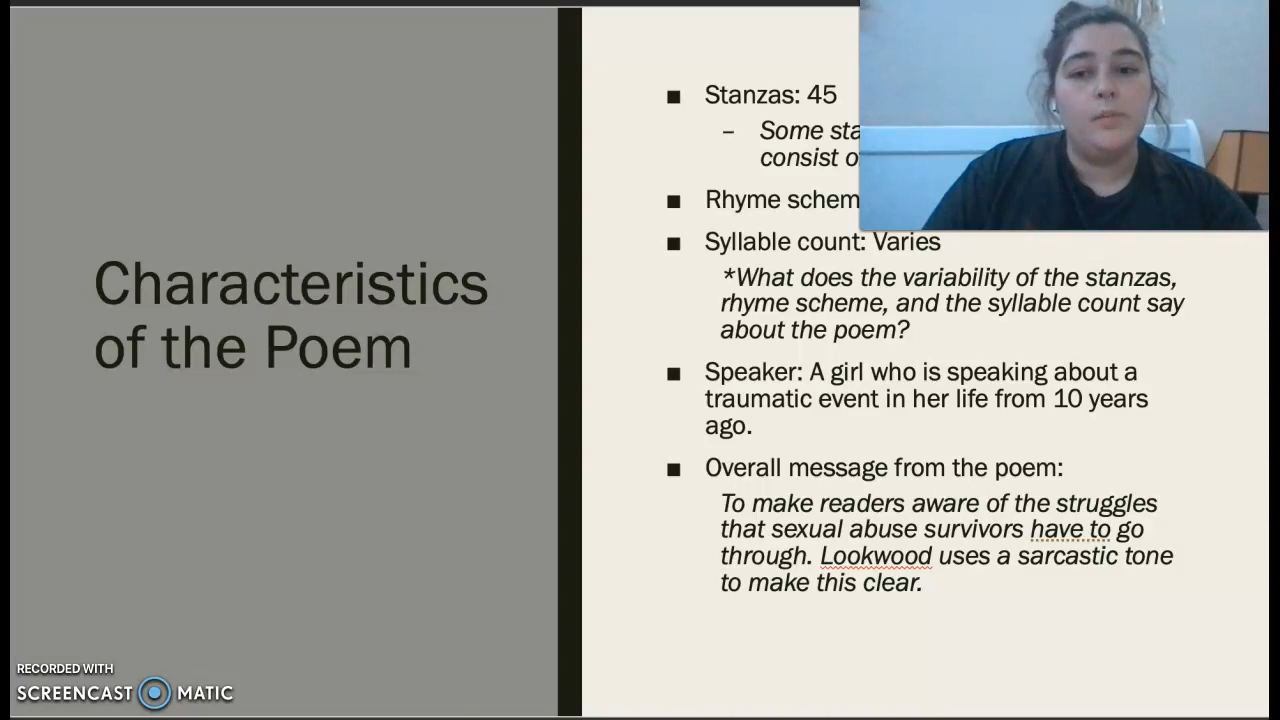 Characteristics
of the Poem
■ Stanzas: 45
– Some
consist
■ Rhyme
■ Syllable count: Varies
*What does the variability of the stanzas,
rhyme scheme, and the syllable count say
about the poem?
■ Speaker: A girl who is speaking about a
traumatic event in her life from 10 years
ago.
■ Overall message from the poem:
To make readers aware of the struggles
that sexual abuse survivors have to go
through. Lookwood uses a sarcastic tone
to make this clear.
RECORDED WITH
SCREENCAST MATIC